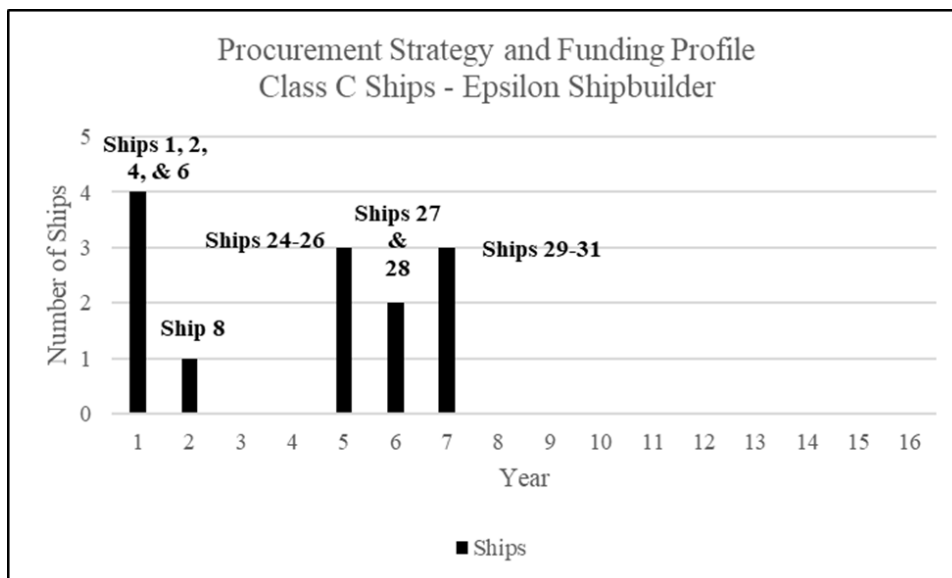 Procurement Strategy and Funding Profile
Class C Ships - Epsilon Shipbuilder
Number of Ships
5
4
3
2
1
0
Ships 1, 2,
4, & 6
Ship 8
Ships 24-26
Ships 27
&
28
Ships 29-31
1 2 3 4 5 6 7 8 9 10 11 12 13 14 15 16
Year
Ships